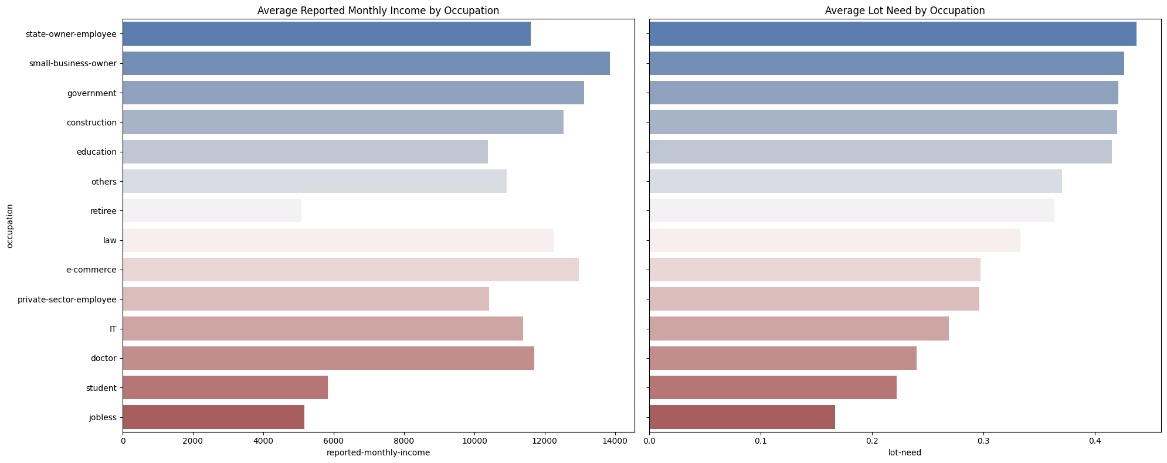 Average Reported Monthly Income by Occupation
Average Lot Need by Occupation
occupation
state-owner-employee
small-business-owner
government
construction
education
others
retiree
law
e-commerce
private-sector-employee
IT
doctor
student
jobless
0 2000 4000 6000 8000 10000 12000 14000
reported-monthly-income
0.0 0.1 0.2 0.3 0.4
lot-need